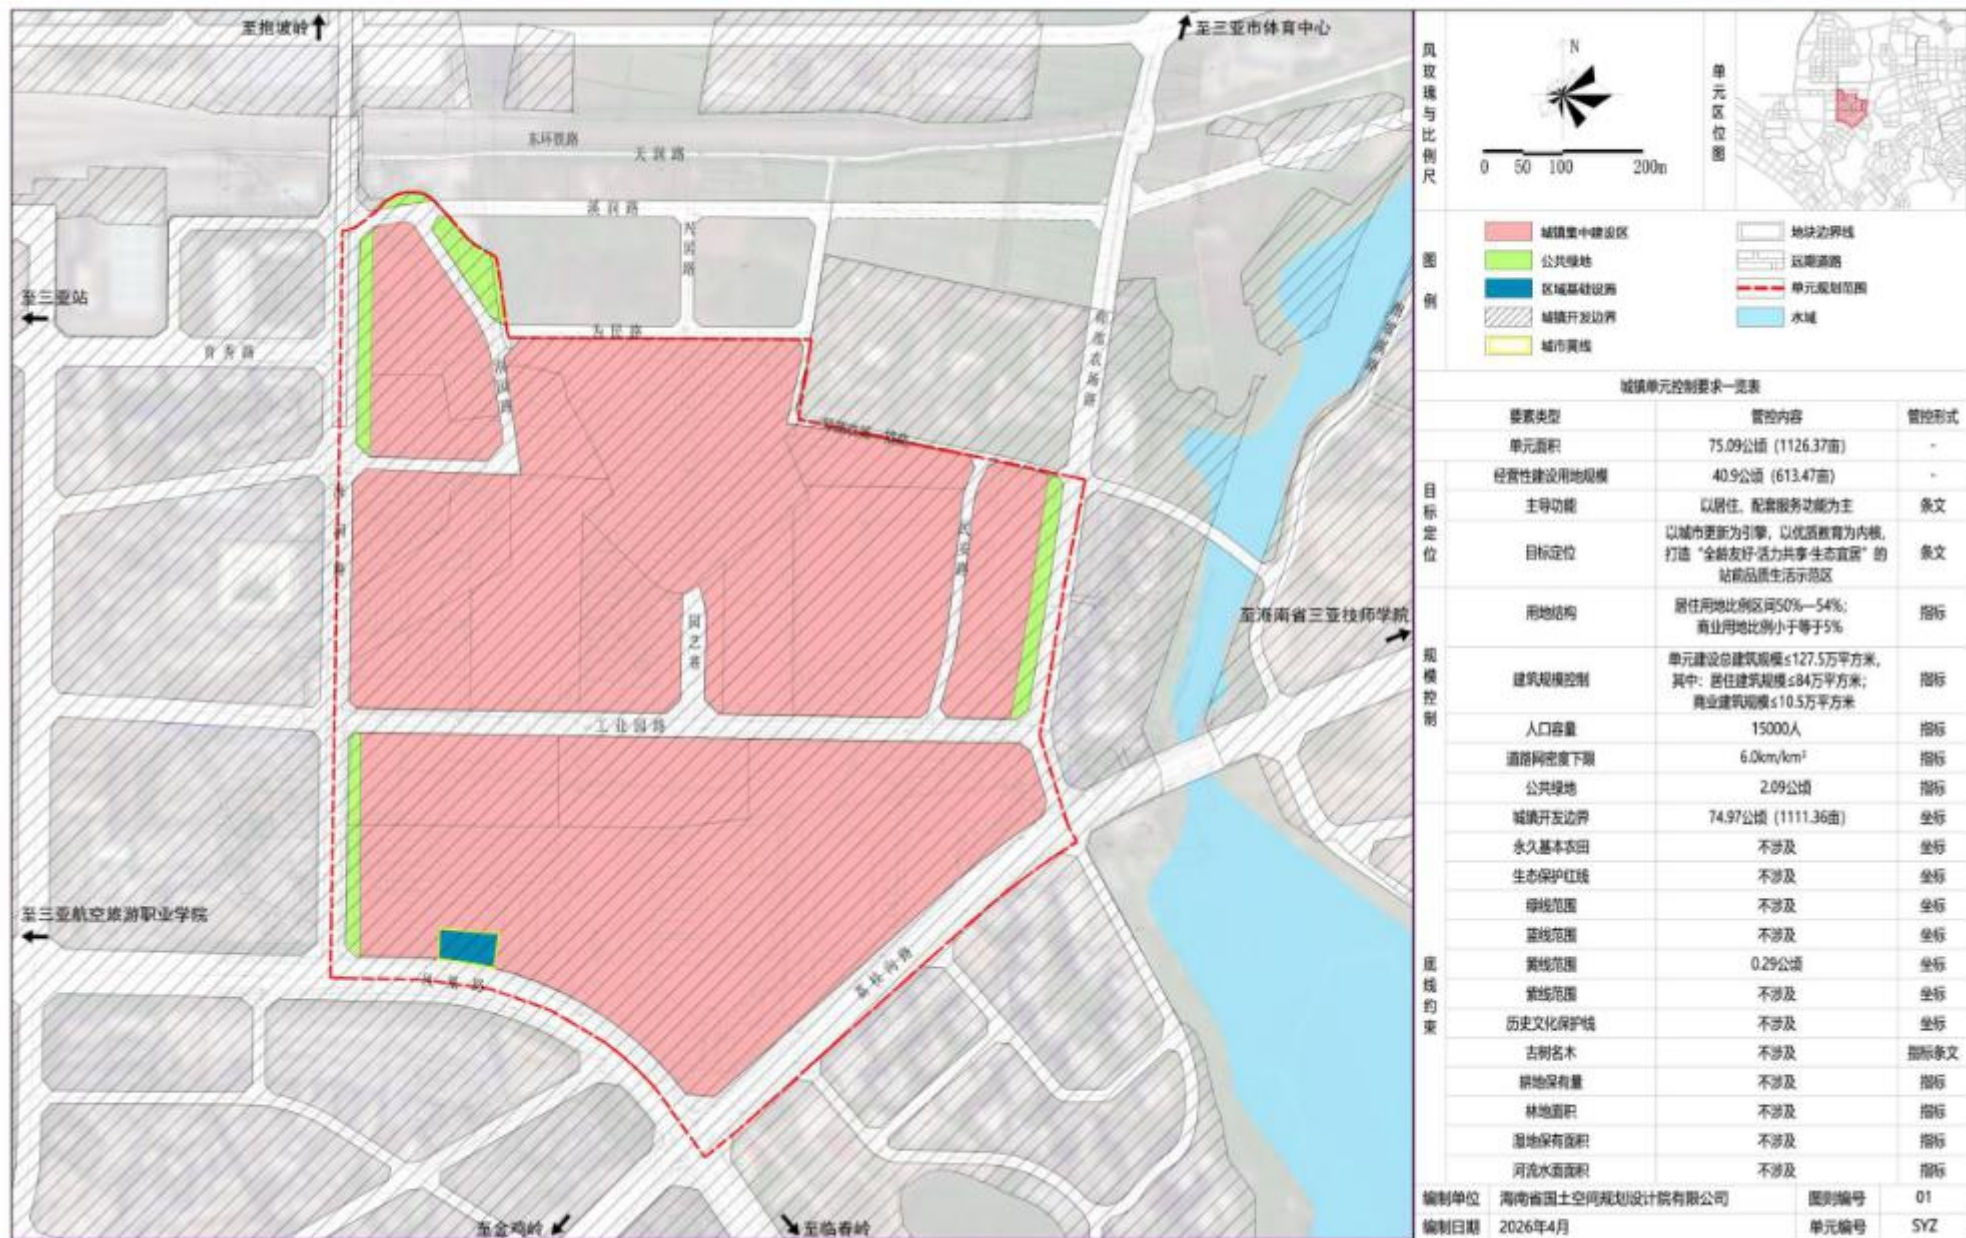 至抱坡岭
至三亚市体育中心
东环铁路
天润路
溪润路
至三亚站
为民路
育秀路
至海南省三亚技师学院
园艺巷
工业园路
至三亚航空旅游职业学院
凤凰路
荔枝沟路
至金鸡岭
至临春岭
风玫瑰与比例尺
N
0 50 100 200m
单元区位图
图例
城镇集中建设区
地块边界线
公共绿地
远期道路
区域基础设施
单元规划范围
城镇开发边界
水域
城市黄线
城镇单元控制要求一览表
要素类型 管控内容 管控形式
单元面积 75.09公顷（1126.37亩） -
目标定位
经营性建设用地规模 40.9公顷（613.47亩） -
主导功能 以居住、配套服务功能为主 条文
目标定位 以城市更新为引擎，以优质教育为内核，
打造“全龄友好·活力共享·生态宜居”的
站前品质生活示范区 条文
规模控制
用地结构 居住用地比例区间50%—54%；
商业用地比例小于等于5% 指标
建筑规模控制 单元建设总建筑规模≤127.5万平方米，
其中：居住建筑规模≤84万平方米；
商业建筑规模≤10.5万平方米 指标
人口容量 15000人 指标
道路网密度下限 6.0km/km² 指标
公共绿地 2.09公顷 指标
底线约束
城镇开发边界 74.97公顷（1111.36亩） 坐标
永久基本农田 不涉及 坐标
生态保护红线 不涉及 坐标
绿线范围 不涉及 坐标
蓝线范围 不涉及 坐标
黄线范围 0.29公顷 坐标
紫线范围 不涉及 坐标
历史文化保护线 不涉及 坐标
古树名木 不涉及 指标条文
耕地保有量 不涉及 指标
林地面积 不涉及 指标
湿地保有面积 不涉及 指标
河流水面面积 不涉及 指标
编制单位 海南省国土空间规划设计院有限公司 图则编号 01
编制日期 2026年4月 单元编号 SYZ